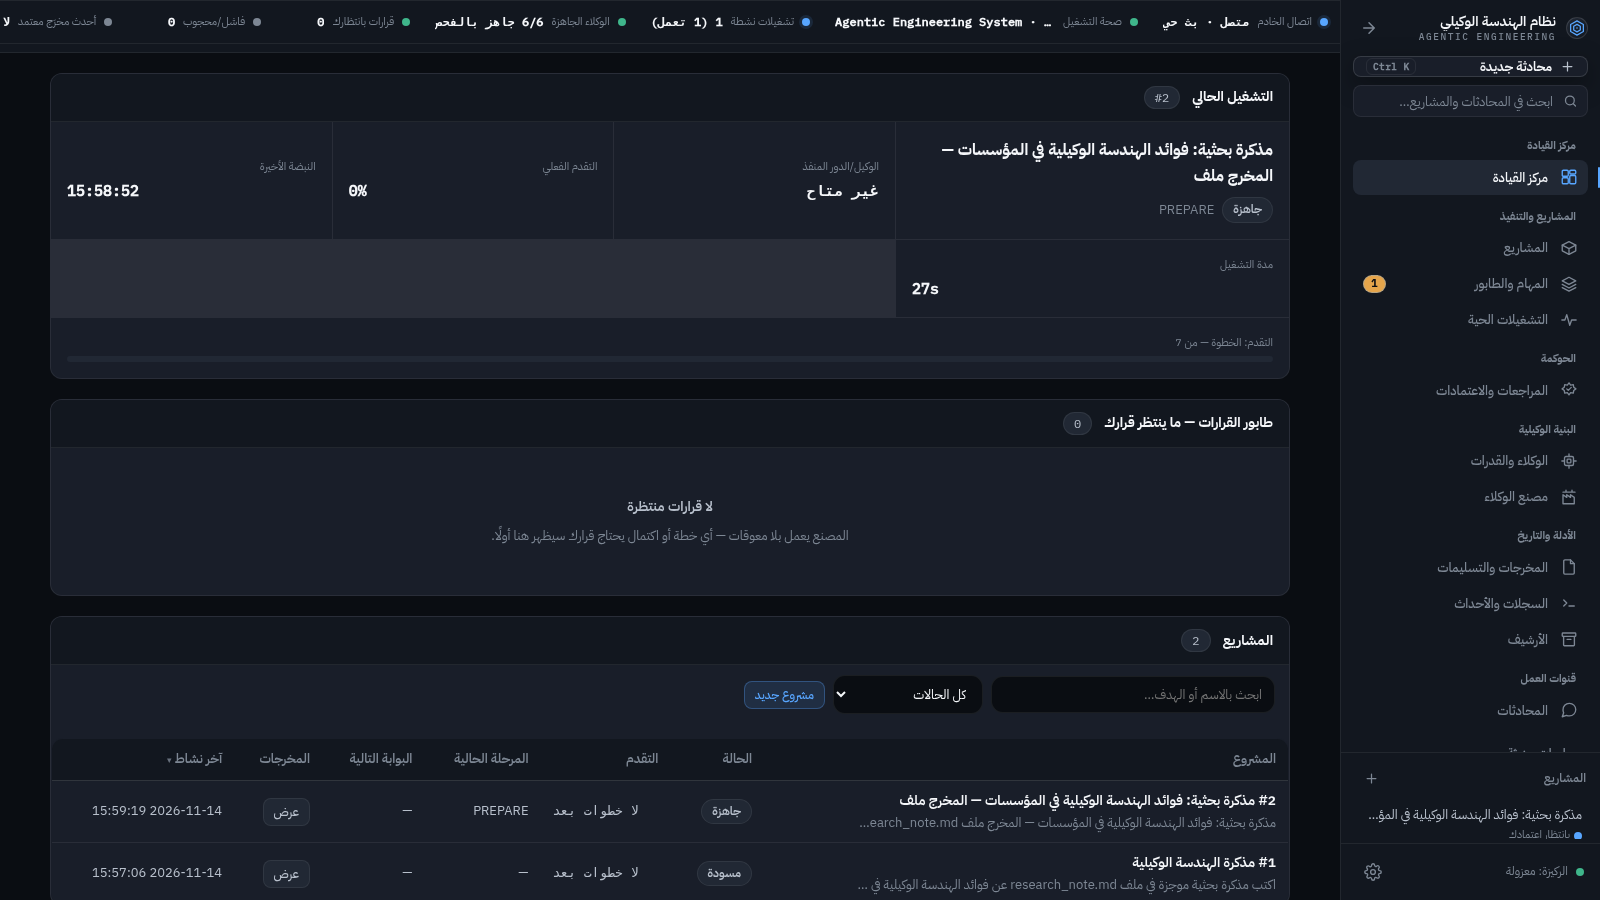 نظام الهندسة الوكيلي
AGENTIC ENGINEERING
محادثة جديدة
Ctrl K
ابحث في المحادثات والمشاريع...
مركز القيادة
مركز القيادة
المشاريع والتنفيذ
المشاريع
المهام والطابور
1
التشغيلات الحية
الحوكمة
المراجعات والاعتمادات
البنية الوكيلية
الوكلاء والقدرات
مصنع الوكلاء
الأدلة والتاريخ
المخرجات والتسليمات
السجلات والأحداث
الأرشيف
قنوات العمل
المحادثات
المشاريع
مذكرة بحثية: فوائد الهندسة الوكيلية في المؤ...
بانتظار اعتمادك
الركيزة: معزولة
اتصال الخادم متصل · بث حي
صحة التشغيل Agentic Engineering System · …
تشغيلات نشطة 1 (1 تعمل)
الوكلاء الجاهزة 6/6 جاهز بالفحص
قرارات بانتظارك 0
فاشل/محجوب 0
أحدث مخرج معتمد لا
التشغيل الحالي #2
مذكرة بحثية: فوائد الهندسة الوكيلية في المؤسسات —
المخرج ملف
جاهزة PREPARE
الوكيل/الدور المنفذ
غير متاح
التقدم الفعلي
0%
النبضة الأخيرة
15:58:52
مدة التشغيل
27s
التقدم: الخطوة — من 7
طابور القرارات — ما ينتظر قرارك 0
لا قرارات منتظرة
المصنع يعمل بلا معوقات — أي خطة أو اكتمال يحتاج قرارك سيظهر هنا أولًا.
المشاريع 2
ابحث بالاسم أو الهدف...
كل الحالات
مشروع جديد
المشروع الحالة التقدم المرحلة الحالية البوابة التالية المخرجات آخر نشاط ▾
#2 مذكرة بحثية: فوائد الهندسة الوكيلية في المؤسسات — المخرج ملف
مذكرة بحثية: فوائد الهندسة الوكيلية في المؤسسات — المخرج ملف earch_note.md...
جاهزة لا خطوات بعد PREPARE — عرض 2026-11-14 15:59:19
#1 مذكرة الهندسة الوكيلية
اكتب مذكرة بحثية موجزة في ملف research_note.md عن فوائد الهندسة الوكيلية في ...
مسودة لا خطوات بعد — — عرض 2026-11-14 15:57:06